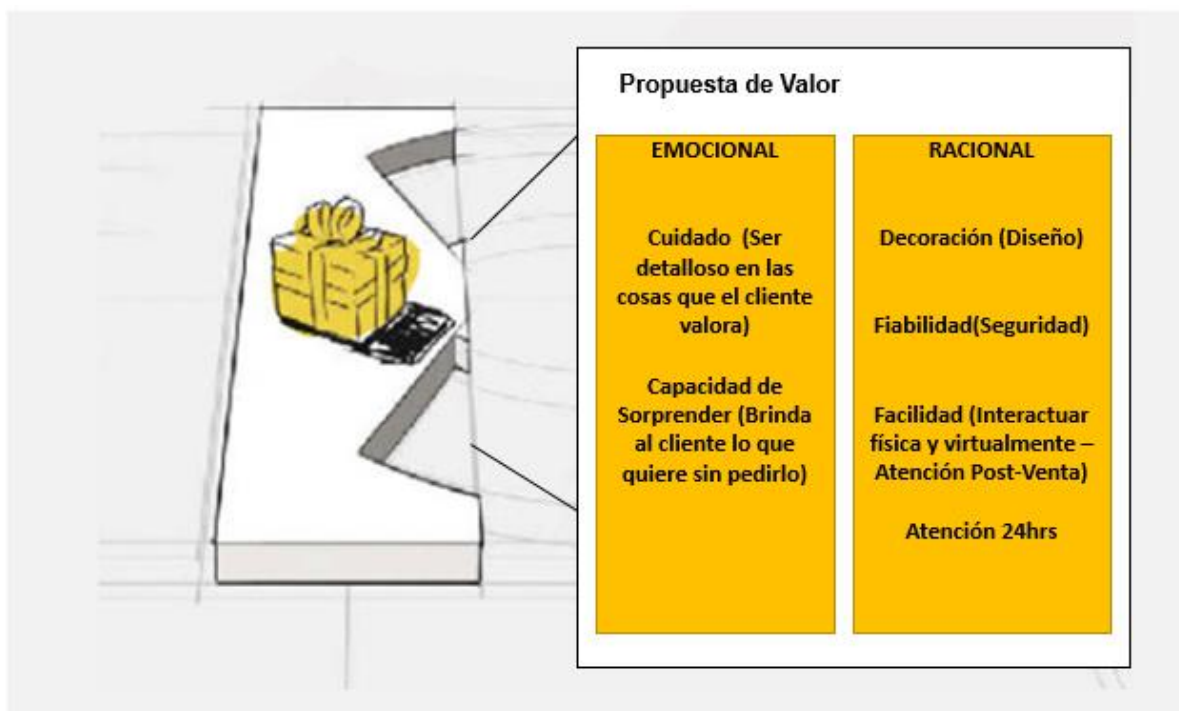 Propuesta de Valor
EMOCIONAL
Cuidado (Ser
detalloso en las
cosas que el cliente
valora)
Capacidad de
Sorprender (Brinda
al cliente lo que
quiere sin pedirlo)
RACIONAL
Decoración (Diseño)
Fiabilidad(Seguridad)
Facilidad (Interactuar
física y virtualmente –
Atención Post-Venta)
Atención 24hrs